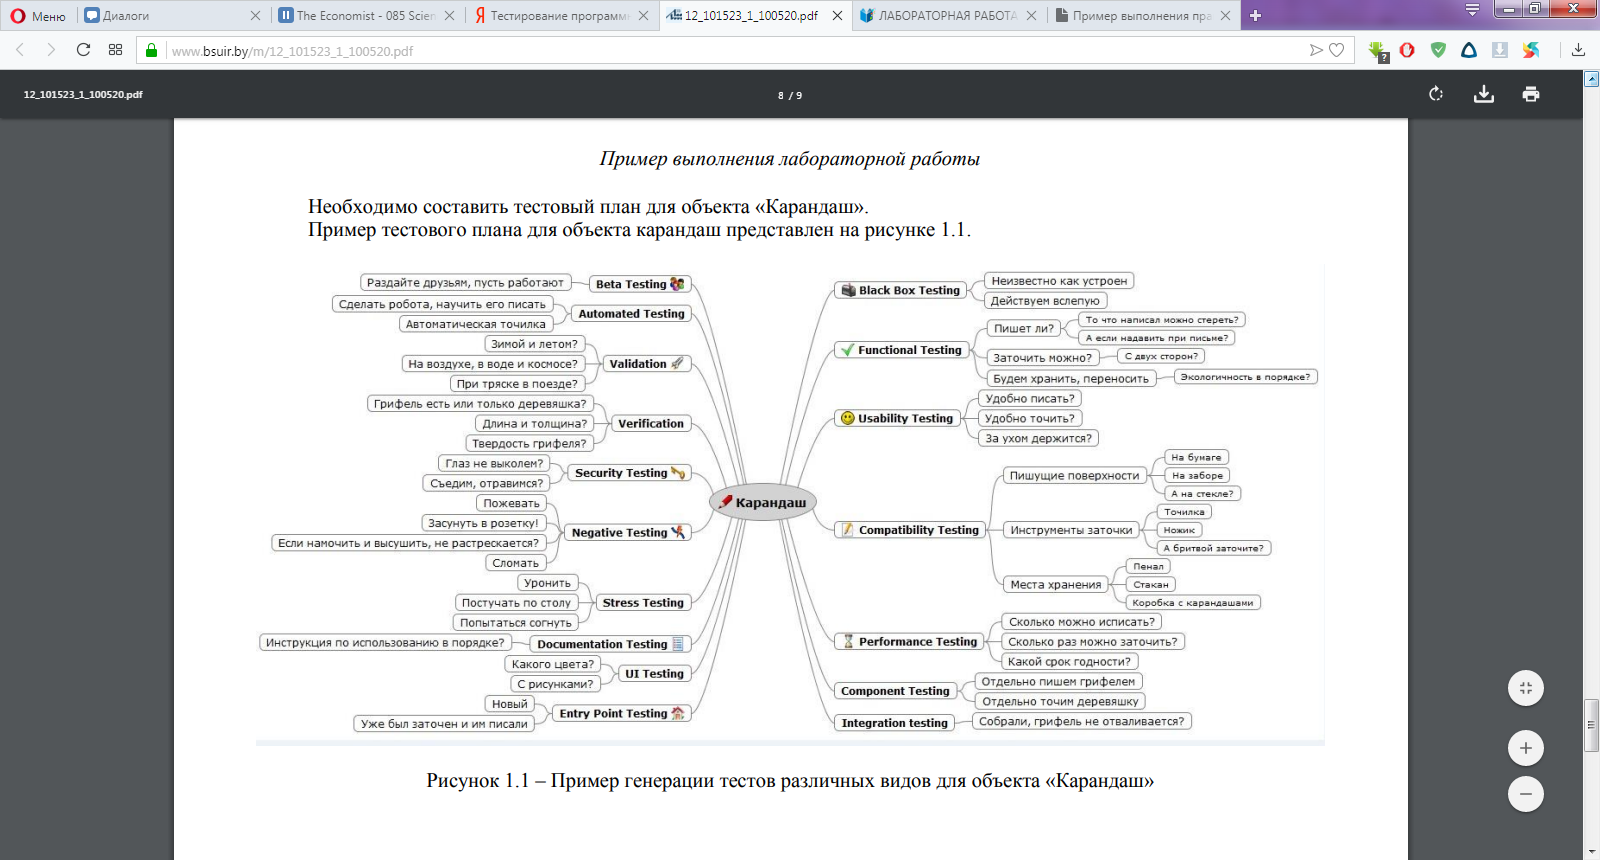 Меню
Диалоги
The Economist - 085 Scien
Тестирование программн
12_101523_1_100520.pdf
ЛАБОРАТОРНАЯ РАБОТА
Пример выполнения пра
www.bsuir.by/m/12_101523_1_100520.pdf
?
12_101523_1_100520.pdf
8 / 9
Пример выполнения лабораторной работы
Необходимо составить тестовый план для объекта «Карандаш».
Пример тестового плана для объекта карандаш представлен на рисунке 1.1.
Карандаш
Beta Testing
Раздайте друзьям, пусть работают
Automated Testing
Сделать робота, научить его писать
Автоматическая точилка
Validation
Зимой и летом?
На воздухе, в воде и космосе?
При тряске в поезде?
Verification
Грифель есть или только деревяшка?
Длина и толщина?
Твердость грифеля?
Security Testing
Глаз не выколем?
Съедим, отравимся?
Negative Testing
Пожевать
Засунуть в розетку!
Если намочить и высушить, не растрескается?
Сломать
Stress Testing
Уронить
Постучать по столу
Попытаться согнуть
Documentation Testing
Инструкция по использованию в порядке?
UI Testing
Какого цвета?
С рисунками?
Entry Point Testing
Новый
Уже был заточен и им писали
Black Box Testing
Неизвестно как устроен
Действуем вслепую
Functional Testing
Пишет ли?
То что написал можно стереть?
А если надавить при письме?
Заточить можно?
С двух сторон?
Будем хранить, переносить
Экологичность в порядке?
Usability Testing
Удобно писать?
Удобно точить?
За ухом держится?
Compatibility Testing
Пишущие поверхности
На бумаге
На заборе
А на стекле?
Инструменты заточки
Точилка
Ножик
А бритвой заточите?
Места хранения
Пенал
Стакан
Коробка с карандашами
Performance Testing
Сколько можно исписать?
Сколько раз можно заточить?
Какой срок годности?
Component Testing
Отдельно пишем грифелем
Отдельно точим деревяшку
Integration testing
Собрали, грифель не отваливается?
Рисунок 1.1 – Пример генерации тестов различных видов для объекта «Карандаш»